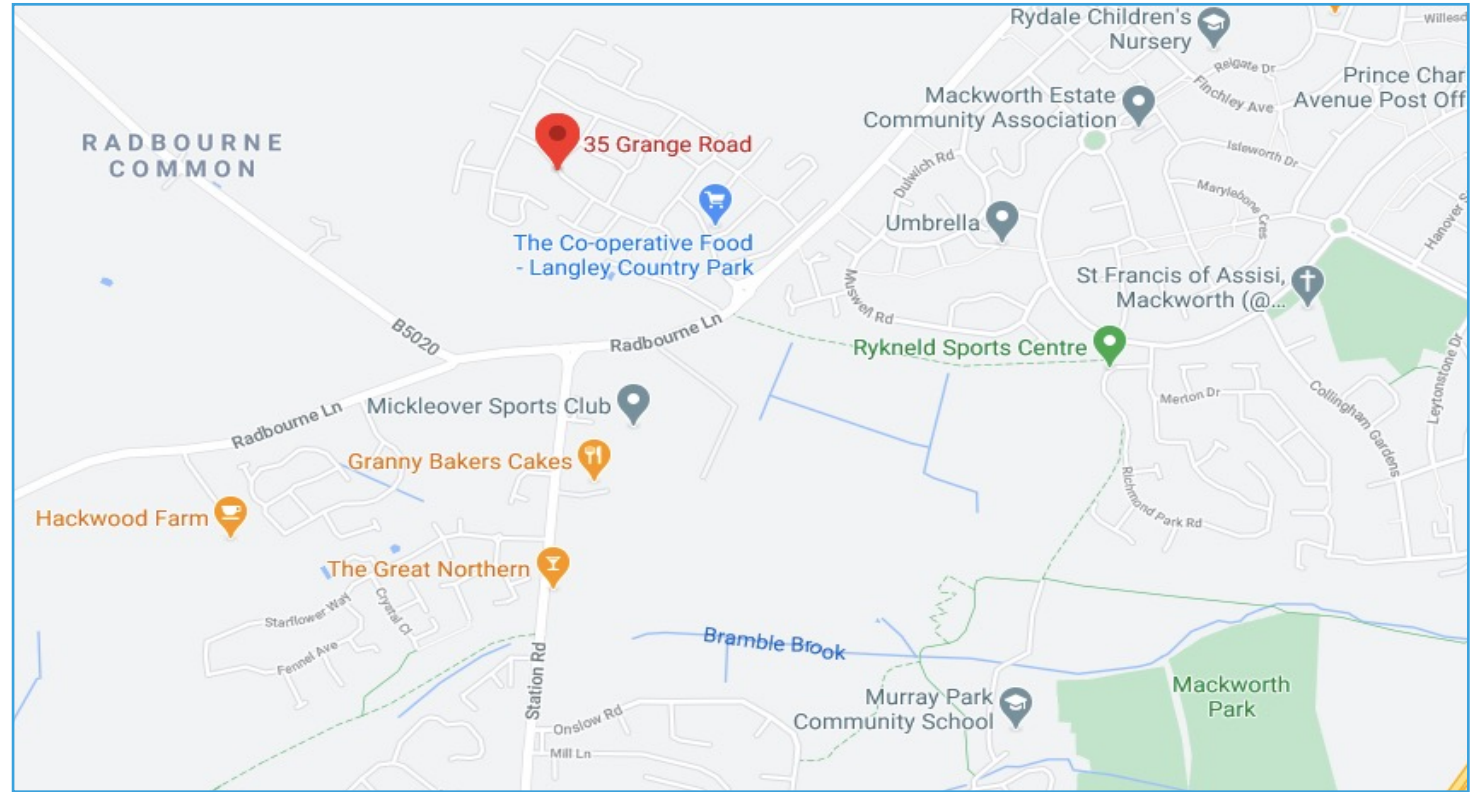 Rydale Children's
Nursery
Reigate Dr
Finchley Ave
Prince Char
Avenue Post Off
Mackworth Estate
Community Association
RADBOURNE
COMMON
35 Grange Road
Isleworth Dr
Dulwich Rd
Marylebone Cres
Umbrella
The Co-operative Food
- Langley Country Park
St Francis of Assisi,
Mackworth (@...
Muswell Rd
B5020
Radbourne Ln
Rykneld Sports Centre
Merton Dr
Collingham Gardens
Leytonstone Dr
Mickleover Sports Club
Radbourne Ln
Granny Bakers Cakes
Hackwood Farm
Richmond Park Rd
The Great Northern
Starflower Way
Crystal Cl
Fennel Ave
Bramble Brook
Station Rd
Murray Park
Community School
Mackworth
Park
Onslow Rd
Mill Ln